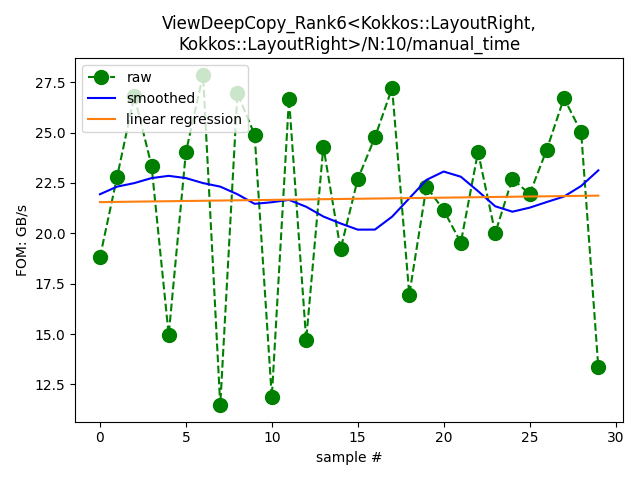 ViewDeepCopy_Rank6<Kokkos::LayoutRight,
Kokkos::LayoutRight>/N:10/manual_time
raw
smoothed
linear regression
FOM: GB/s
27.5
25.0
22.5
20.0
17.5
15.0
12.5
0 5 10 15 20 25 30
sample #